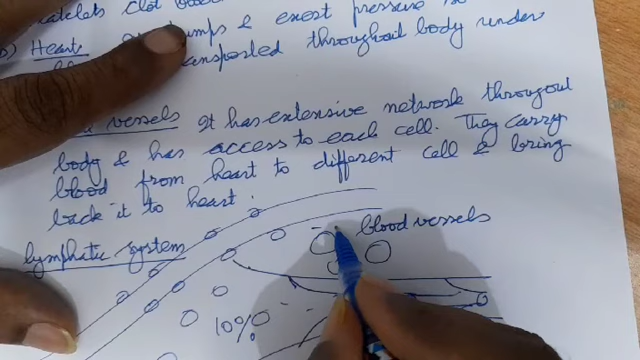 clot
& exert pressure
b) Heart pumps &
transported throughout body under
vessels It has extensive network througout
body & has access to each cell. They carry
blood from heart to different cell & bring
back it to heart.
lymphatic system
blood vessels
10%